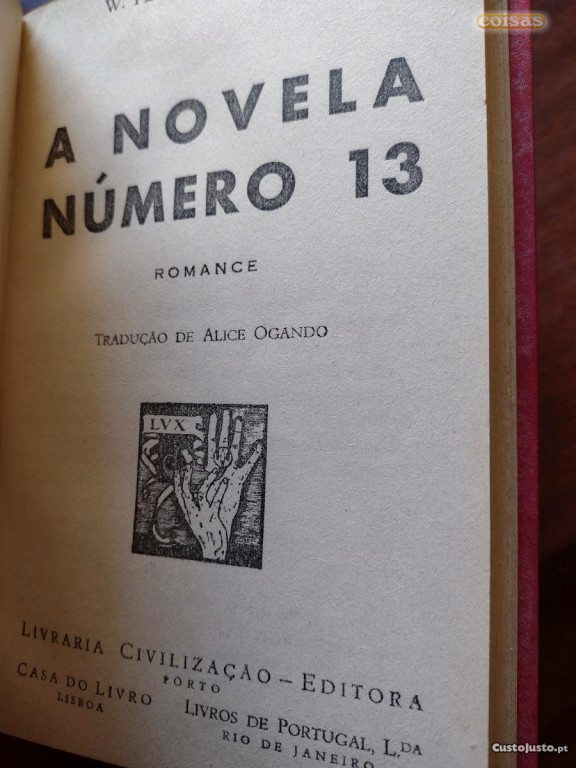 coisas
W.
A NOVELA
NÚMERO 13
ROMANCE
TRADUÇÃO DE ALICE OGANDO
LVX
LIVRARIA CIVILIZAÇÃO – EDITORA
PORTO
CASA DO LIVRO
LISBOA
LIVROS DE PORTUGAL, L.DA
RIO DE JANEIRO
CustoJusto.pt